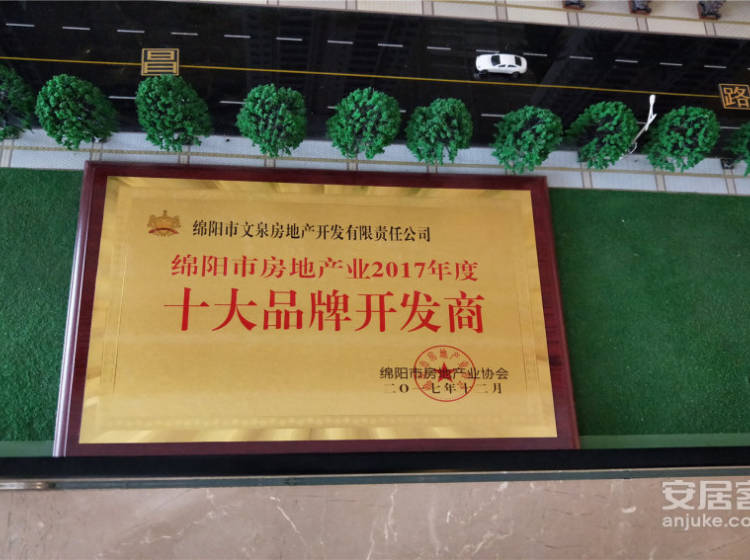 昌
路
绵阳市文泉房地产开发有限责任公司
绵阳市房地产业2017年度
十大品牌开发商
绵阳市房地产业协会
二〇一七年十二月
安居客
anjuke.co